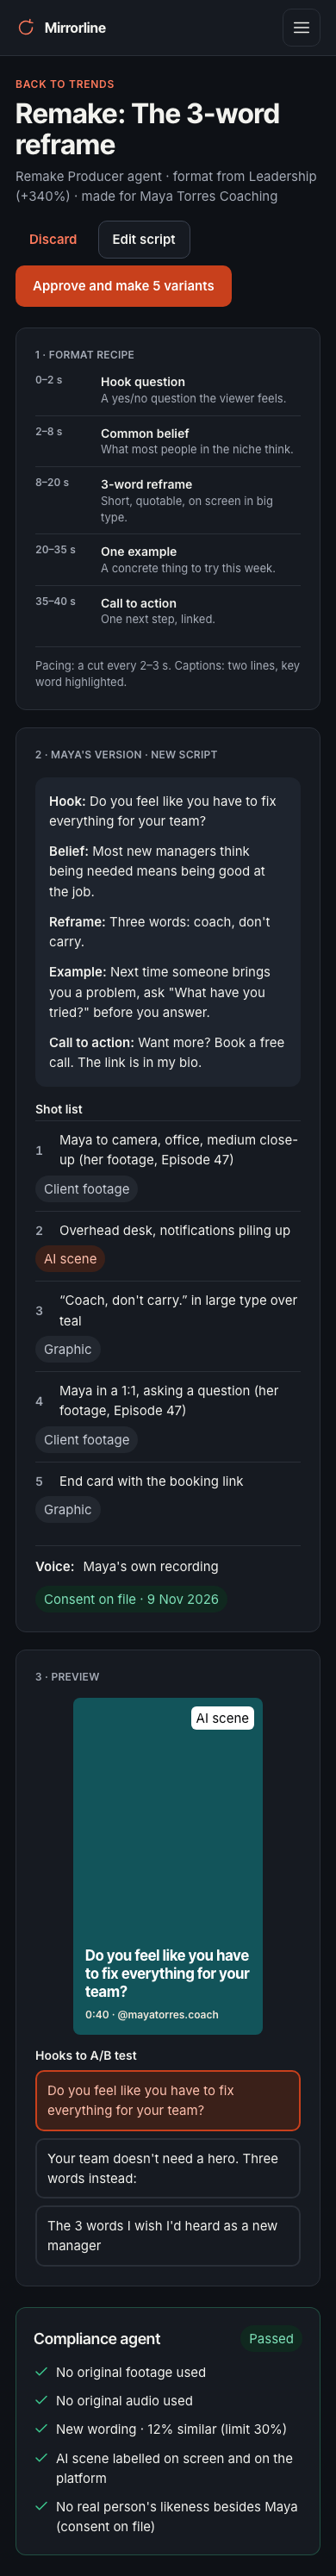 Mirrorline
BACK TO TRENDS
Remake: The 3-word
reframe
Remake Producer agent · format from Leadership
(+340%) · made for Maya Torres Coaching
Discard
Edit script
Approve and make 5 variants
1 · FORMAT RECIPE
0–2 s
Hook question
A yes/no question the viewer feels.
2–8 s
Common belief
What most people in the niche think.
8–20 s
3-word reframe
Short, quotable, on screen in big
type.
20–35 s
One example
A concrete thing to try this week.
35–40 s
Call to action
One next step, linked.
Pacing: a cut every 2–3 s. Captions: two lines, key
word highlighted.
2 · MAYA'S VERSION · NEW SCRIPT
Hook: Do you feel like you have to fix
everything for your team?
Belief: Most new managers think
being needed means being good at
the job.
Reframe: Three words: coach, don't
carry.
Example: Next time someone brings
you a problem, ask "What have you
tried?" before you answer.
Call to action: Want more? Book a free
call. The link is in my bio.
Shot list
1
Maya to camera, office, medium close-
up (her footage, Episode 47)
Client footage
2
Overhead desk, notifications piling up
AI scene
3
“Coach, don't carry.” in large type over
teal
Graphic
4
Maya in a 1:1, asking a question (her
footage, Episode 47)
Client footage
5
End card with the booking link
Graphic
Voice: Maya's own recording
Consent on file · 9 Nov 2026
3 · PREVIEW
AI scene
Do you feel like you have
to fix everything for your
team?
0:40 · @mayatorres.coach
Hooks to A/B test
Do you feel like you have to fix
everything for your team?
Your team doesn't need a hero. Three
words instead:
The 3 words I wish I'd heard as a new
manager
Compliance agent
Passed
No original footage used
No original audio used
New wording · 12% similar (limit 30%)
AI scene labelled on screen and on the
platform
No real person's likeness besides Maya
(consent on file)